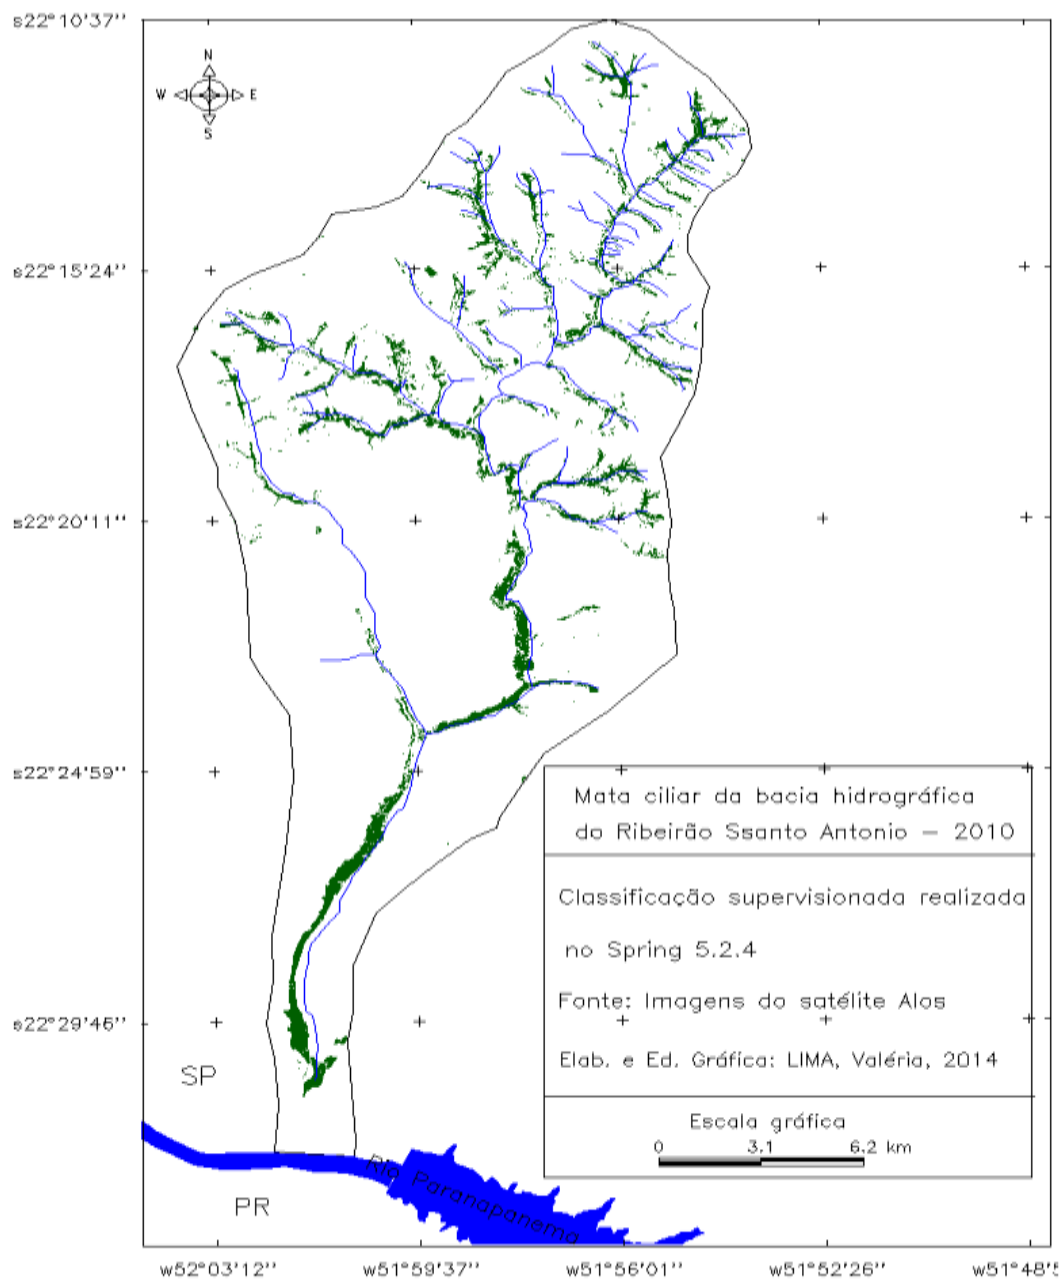 s22°10'37''
N
W E
S
s22°15'24''
s22°20'11''
s22°24'59''
Mata ciliar da bacia hidrográfica
do Ribeirão Ssanto Antonio – 2010
Classificação supervisionada realizada
no Spring 5.2.4
Fonte: Imagens do satélite Alos
s22°29'46''
Elab. e Ed. Gráfica: LIMA, Valéria, 2014
SP
Escala gráfica
0 3.1 6.2 km
Rio Paranapanema
PR
w52°03'12'' w51°59'37'' w51°56'01'' w51°52'26'' w51°48'5